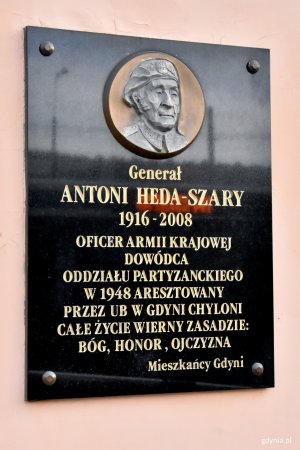 Generał
ANTONI HEDA-SZARY
1916-2008
OFICER ARMII KRAJOWEJ
DOWÓDCA
ODDZIAŁU PARTYZANCKIEGO
W 1948 ARESZTOWANY
PRZEZ UB W GDYNI CHYLONI
CAŁE ŻYCIE WIERNY ZASADZIE:
BÓG, HONOR , OJCZYZNA
Mieszkańcy Gdyni
gdynia.pl